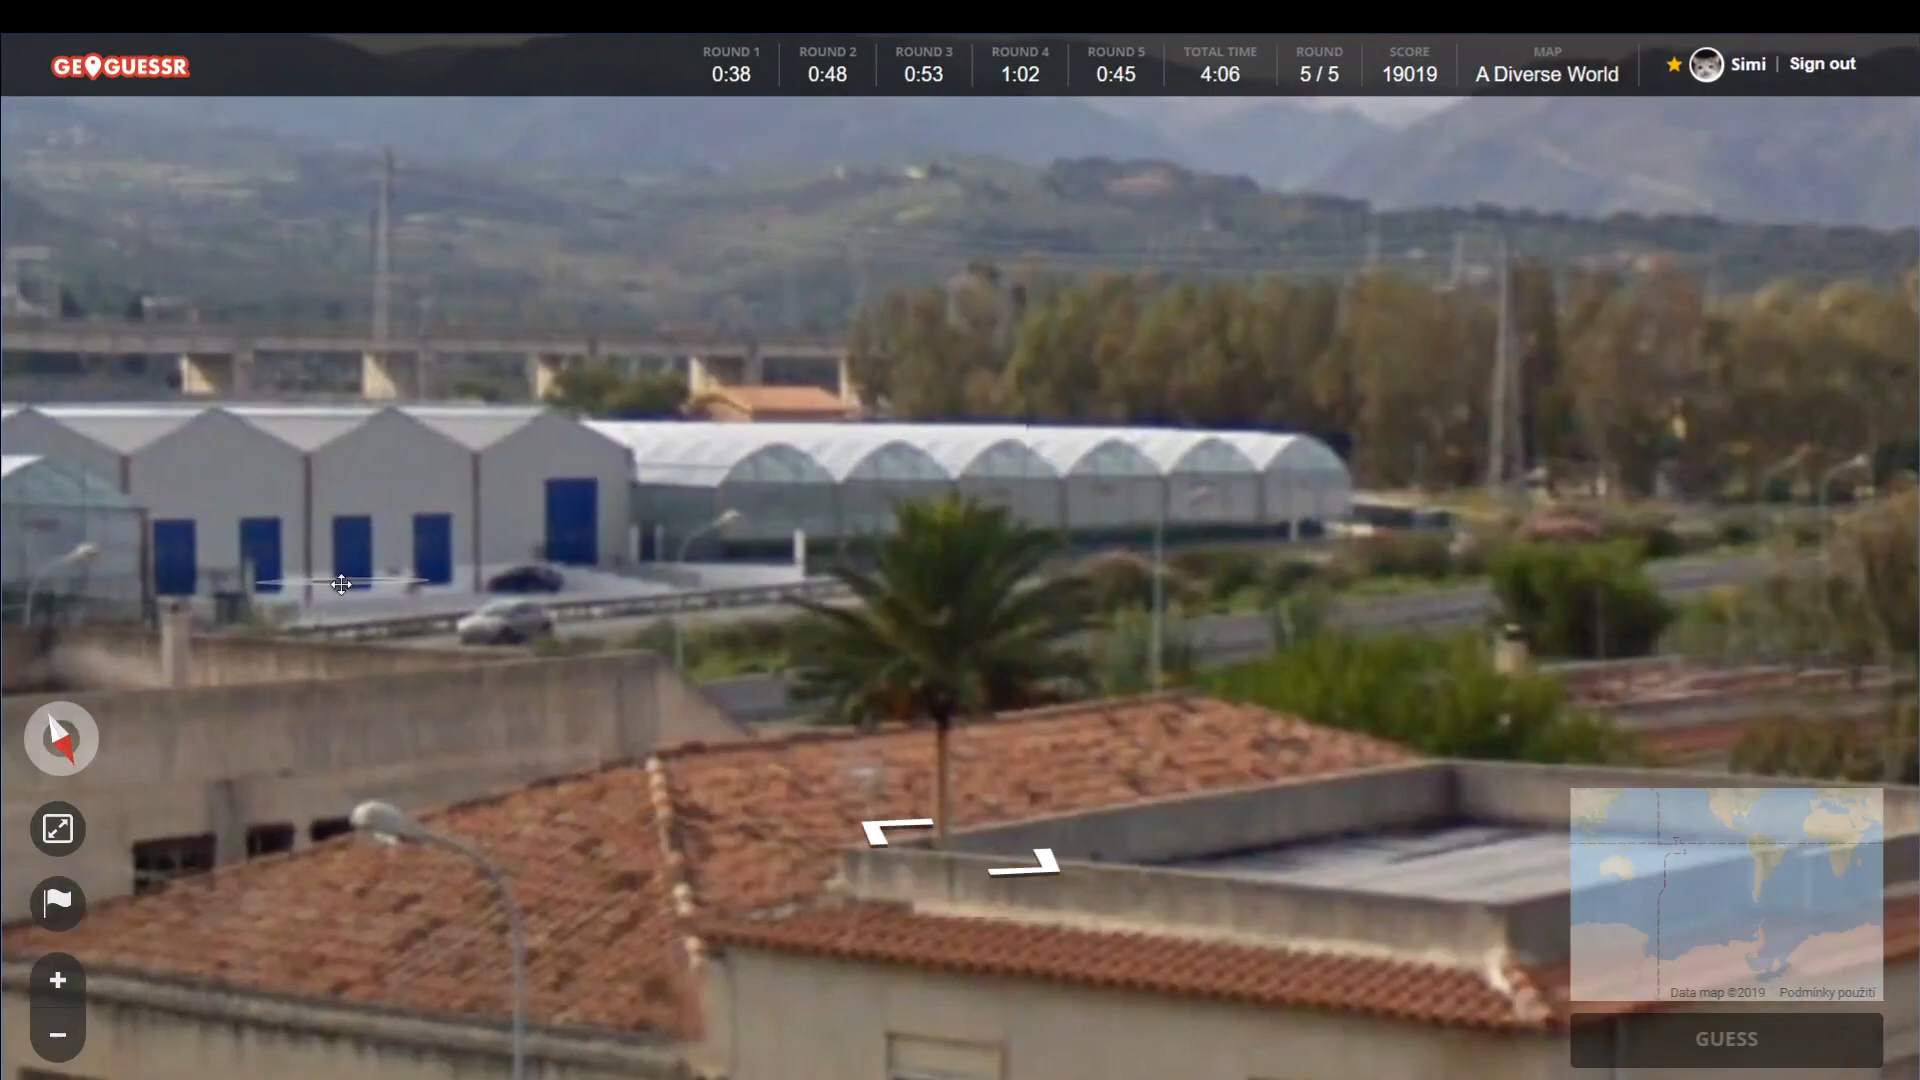 GEOGUESSR
ROUND 1
0:38
ROUND 2
0:48
ROUND 3
0:53
ROUND 4
1:02
ROUND 5
0:45
TOTAL TIME
4:06
ROUND
5 / 5
SCORE
19019
MAP
A Diverse World
Simi | Sign out
Data map ©2019 Podmínky použití
GUESS